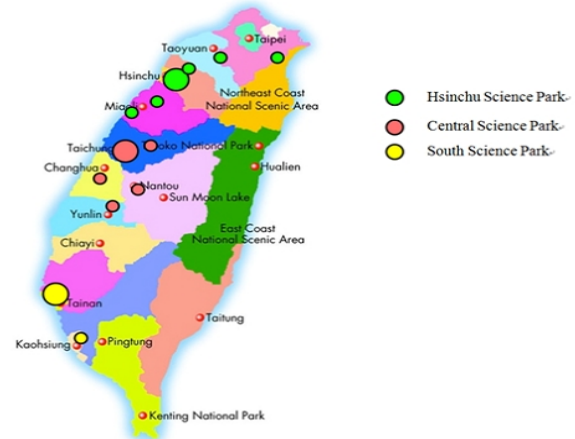 Taipei
Taoyuan
Hsinchu
Northeast Coast
National Scenic Area
Hsinchu Science Park
Central Science Park
South Science Park
Taichung
oko National Park
Changhua
Hualien
Nantou
Sun Moon Lake
Yunlin
East Coast
National Scenic Area
Chiayi
Tainan
Taitung
Kaohsiung
Pingtung
Kenting National Park